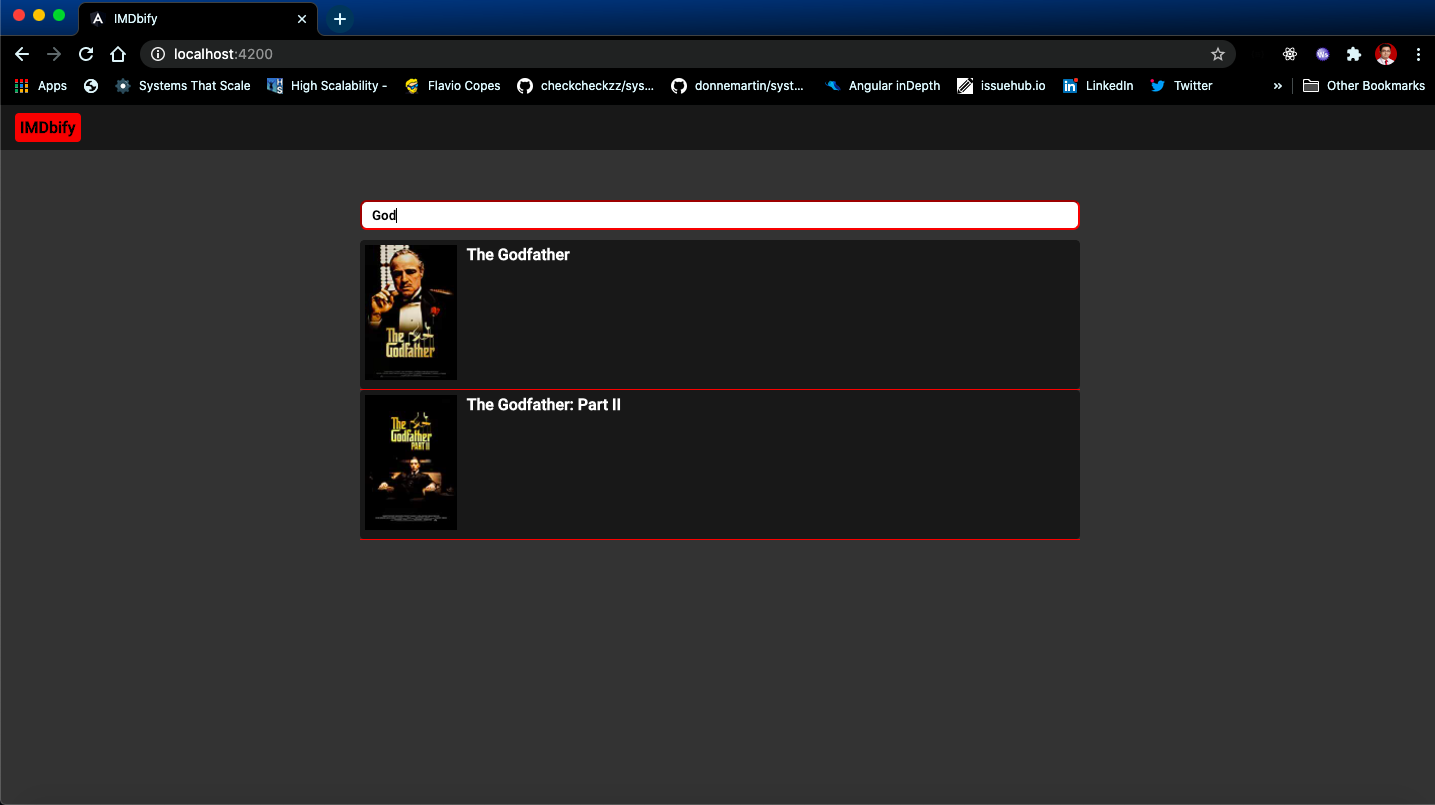 IMDbify
localhost:4200
Apps
Systems That Scale
High Scalability -
Flavio Copes
checkcheckzz/sys...
donnemartin/syst...
Angular inDepth
issuehub.io
LinkedIn
Twitter
»
Other Bookmarks
IMDbify
God
The Godfather
The
Godfather
The Godfather: Part II
The
Godfather
PART II